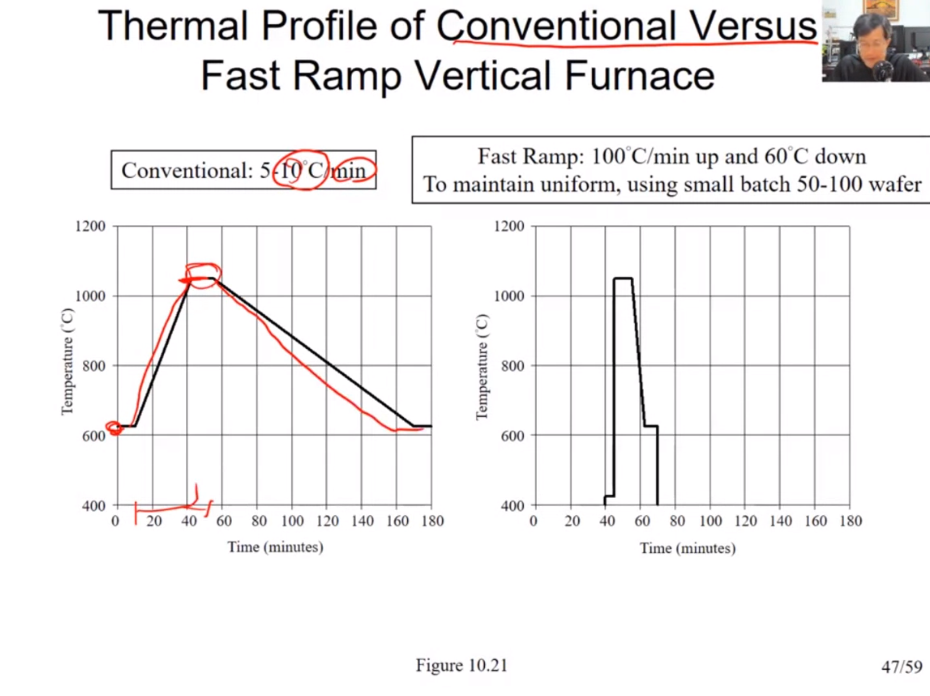 Thermal Profile of Conventional Versus
Fast Ramp Vertical Furnace
Conventional: 5-10°C/min
Fast Ramp: 100°C/min up and 60°C down
To maintain uniform, using small batch 50-100 wafer
1200
1000
800
600
400
Temperature (°C)
0 20 40 60 80 100 120 140 160 180
Time (minutes)
1200
1000
800
600
400
Temperature (°C)
0 20 40 60 80 100 120 140 160 180
Time (minutes)
Figure 10.21
47/59